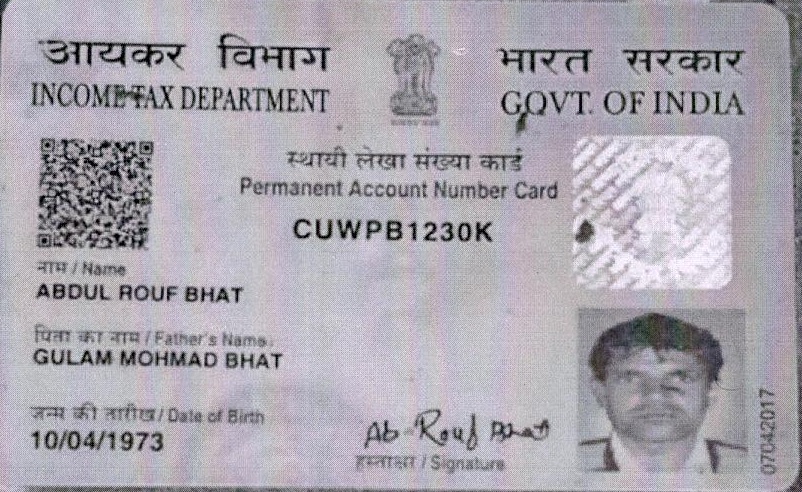 आयकर विभाग
INCOME TAX DEPARTMENT
भारत सरकार
GOVT. OF INDIA
स्थायी लेखा संख्या कार्ड
Permanent Account Number Card
CUWPB1230K
नाम / Name
ABDUL ROUF BHAT
पिता का नाम / Father's Name
GULAM MOHMAD BHAT
जन्म की तारीख / Date of Birth
10/04/1973
Ab Rouf Bhat
हस्ताक्षर / Signature
07042017